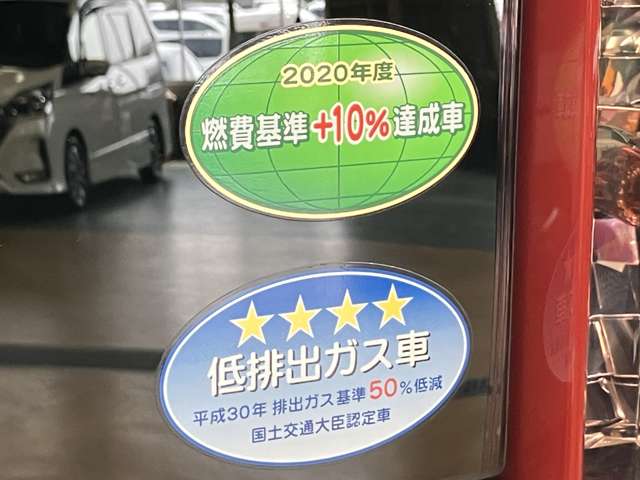 2020年度
燃費基準+10%達成車
低排出ガス車
平成30年 排出ガス基準50%低減
国土交通大臣認定車